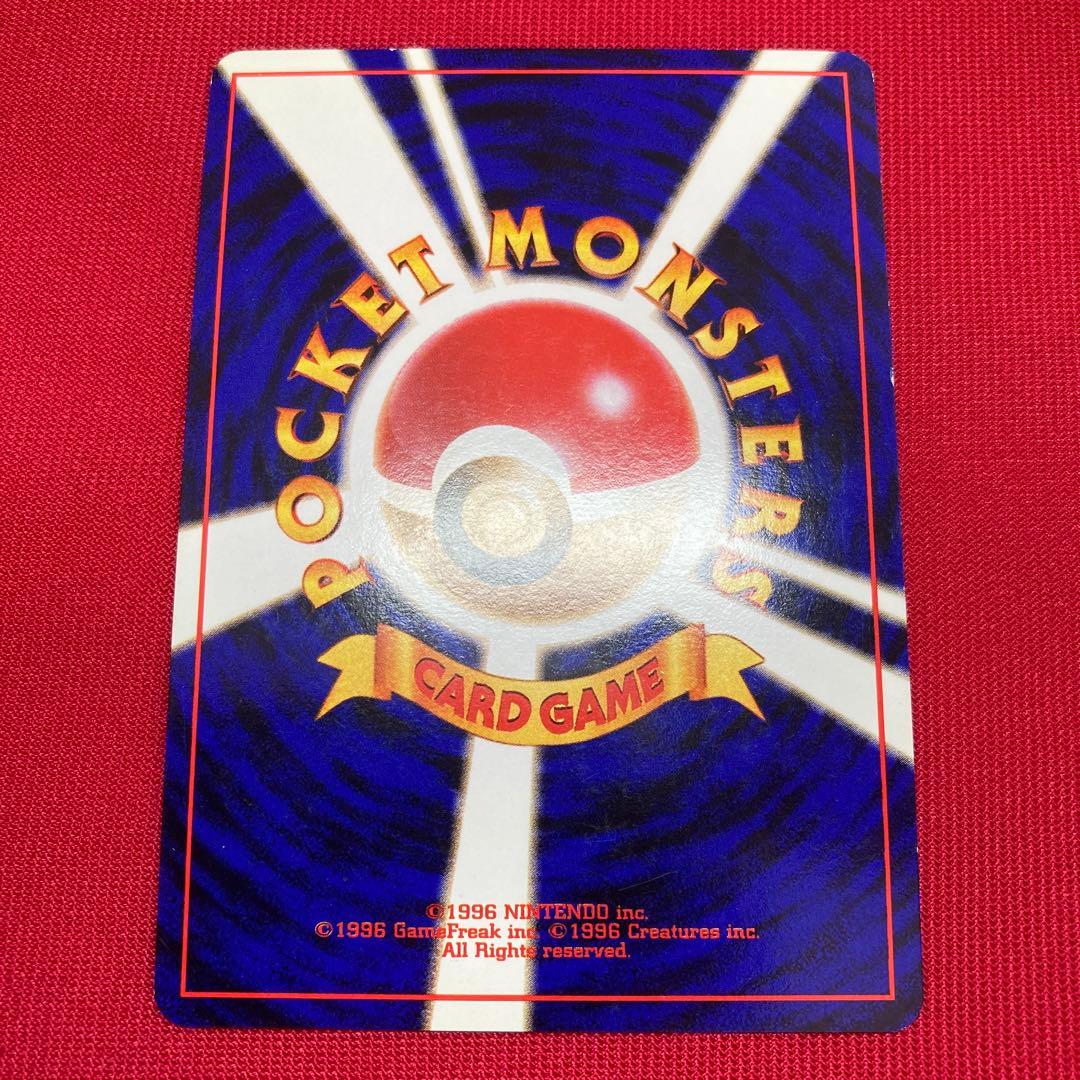 POCKET MONSTERS
CARD GAME
©1996 NINTENDO inc.
©1996 GameFreak inc. ©1996 Creatures inc.
All Rights reserved.